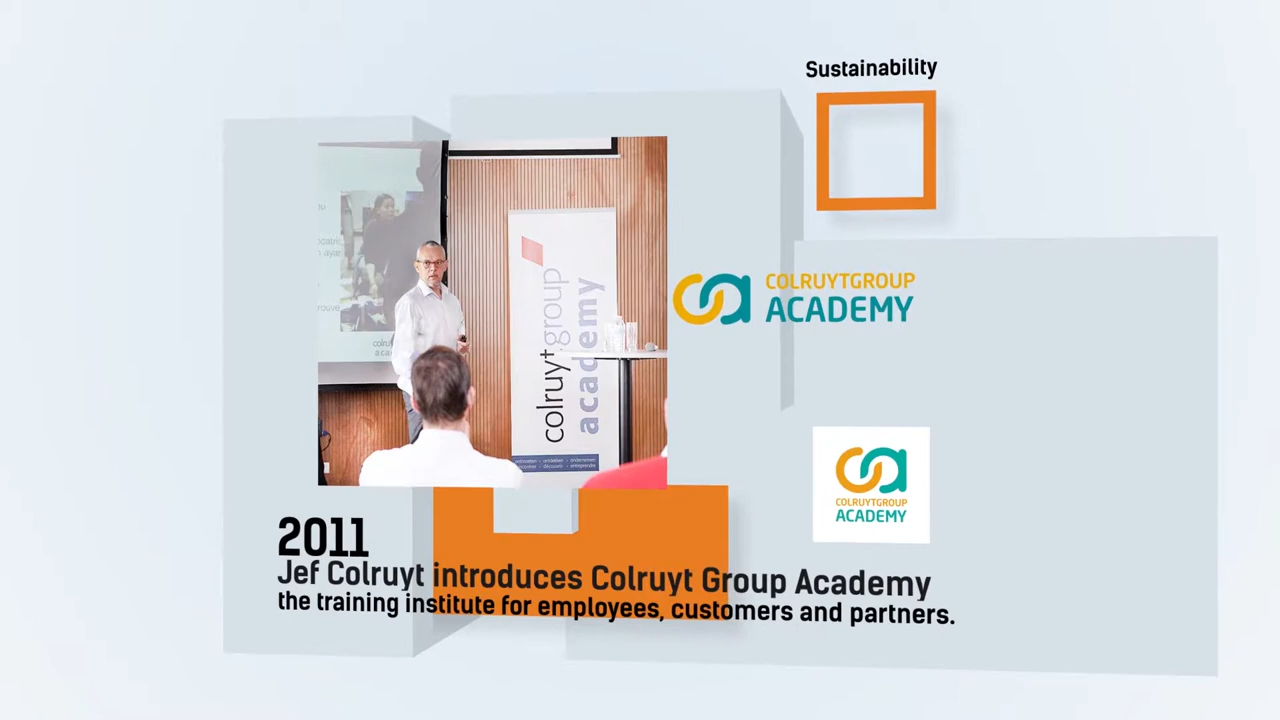 Sustainability
COLRUYTGROUP
ACADEMY
colruyt group
academy
COLRUYTGROUP
ACADEMY
2011
Jef Colruyt introduces Colruyt Group Academy
the training institute for employees, customers and partners.